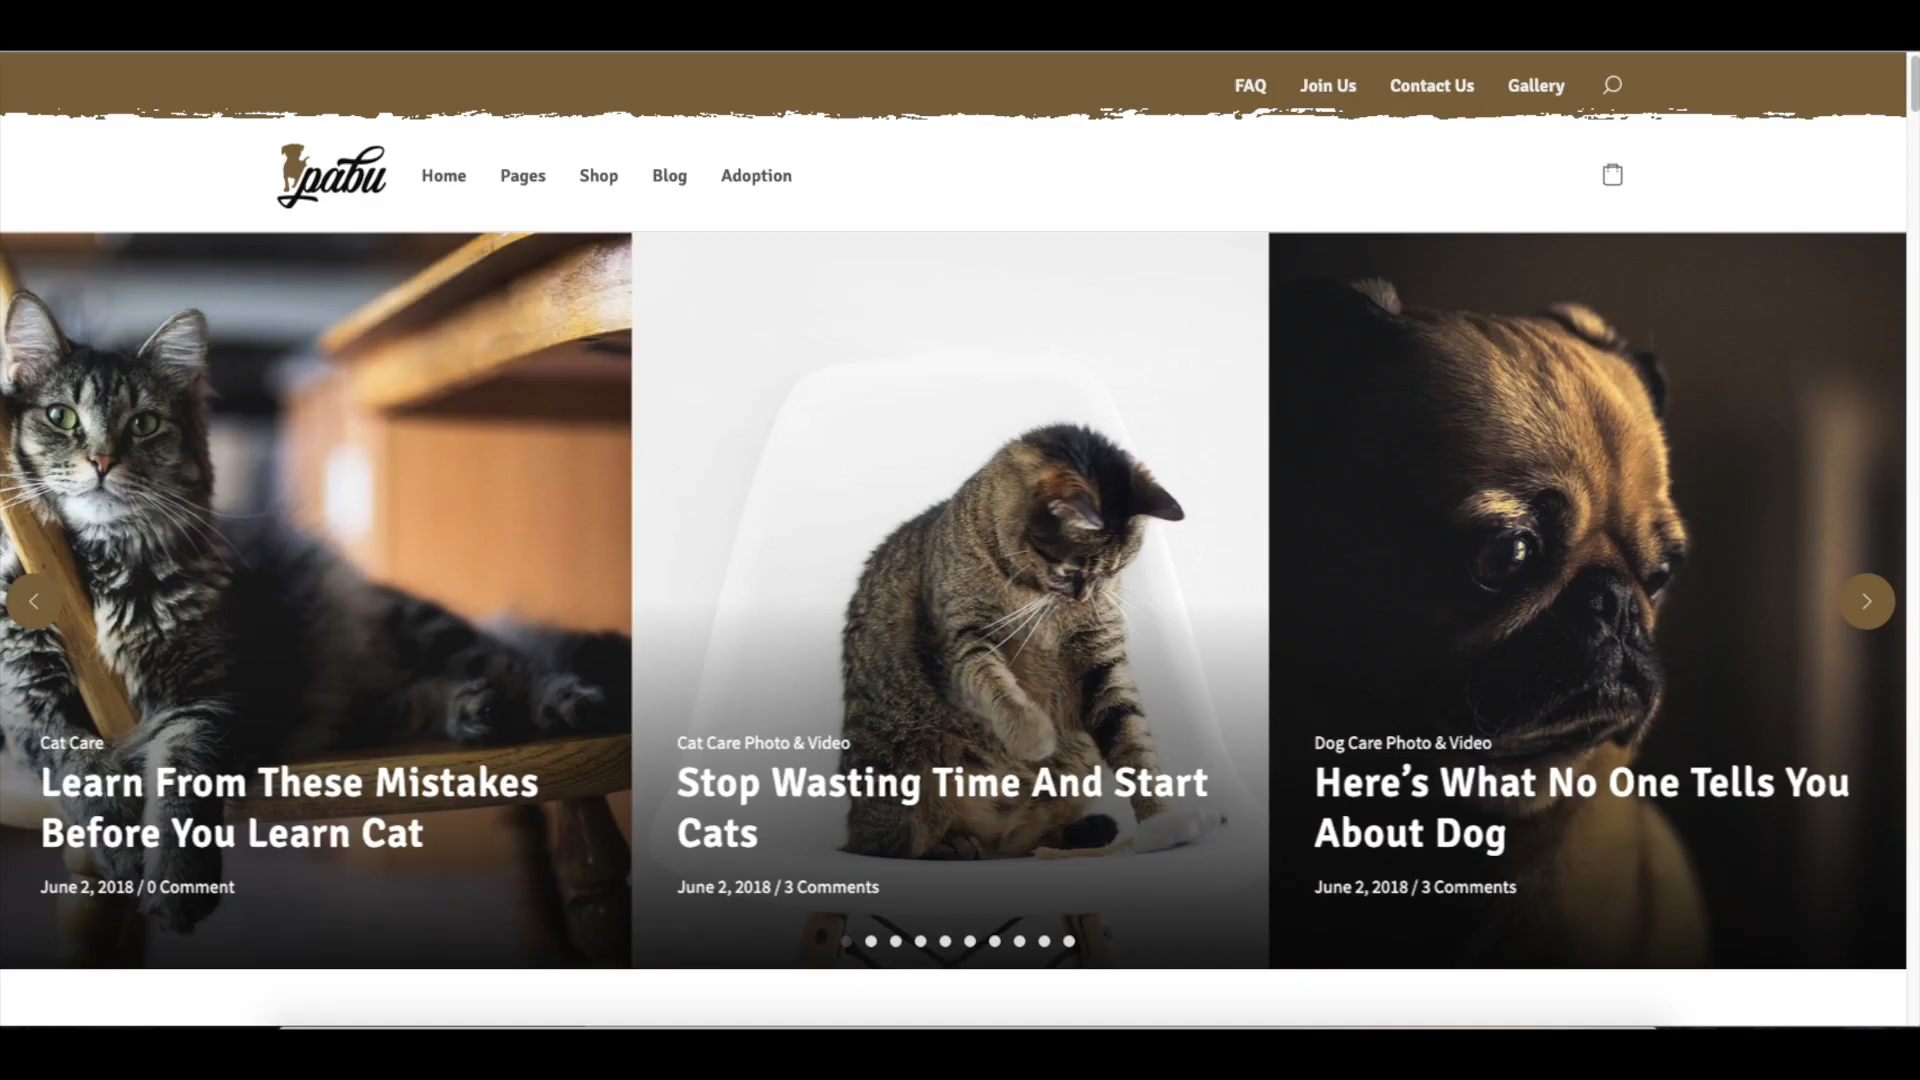 FAQ Join Us Contact Us Gallery
pabu Home Pages Shop Blog Adoption
Cat Care
Learn From These Mistakes
Before You Learn Cat
June 2, 2018 / 0 Comment
Cat Care Photo & Video
Stop Wasting Time And Start
Cats
June 2, 2018 / 3 Comments
Dog Care Photo & Video
Here’s What No One Tells You
About Dog
June 2, 2018 / 3 Comments